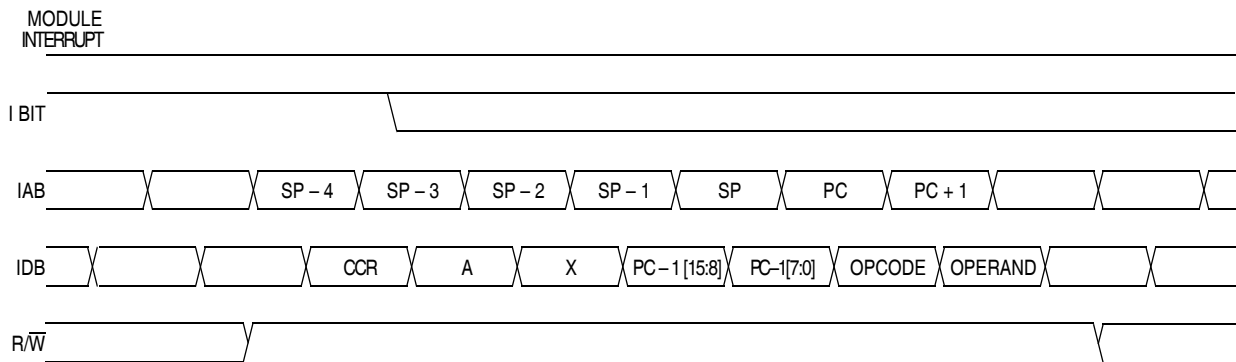 MODULE
INTERRUPT
I BIT
IAB SP – 4 SP – 3 SP – 2 SP – 1 SP PC PC + 1
IDB CCR A X PC – 1 [15:8] PC–1[7:0] OPCODE OPERAND
R/W̅